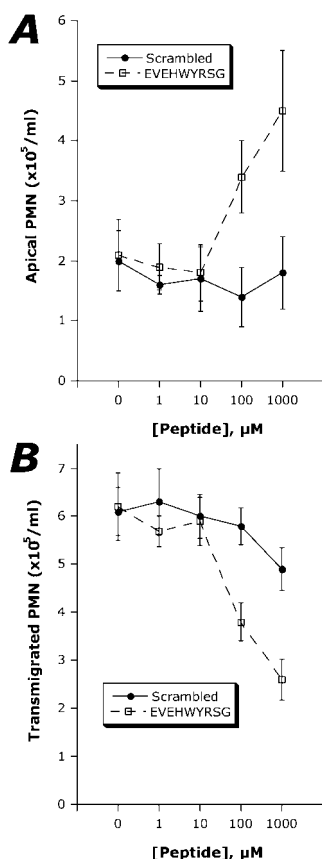 A
6
Scrambled
EVEHWYRSG
5
4
3
2
1
0
Apical PMN (x10⁵/ml)
0 1 10 100 1000
[Peptide], µM
B
7
6
5
4
3
2
1
0
Transmigrated PMN (x10⁵/ml)
Scrambled
EVEHWYRSG
0 1 10 100 1000
[Peptide], µM